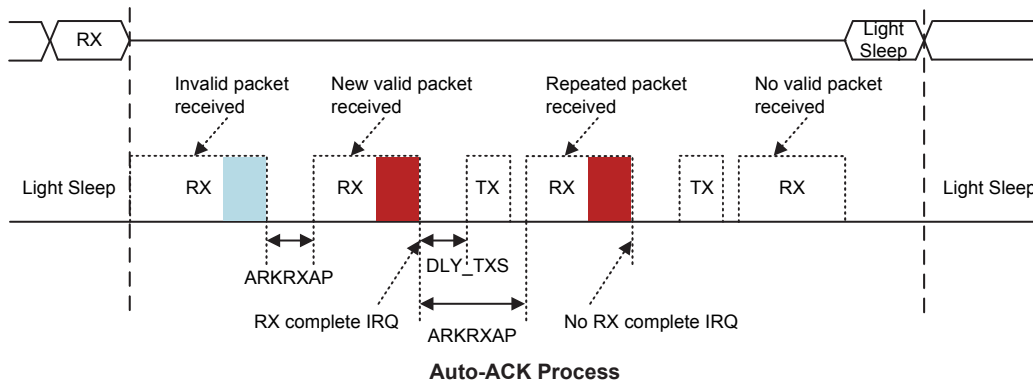 RX
Light
Sleep
Invalid packet
received
New valid packet
received
Repeated packet
received
No valid packet
received
Light Sleep
RX
RX
TX
RX
TX
RX
Light Sleep
ARKRXAP
DLY_TXS
RX complete IRQ
ARKRXAP
No RX complete IRQ
Auto-ACK Process